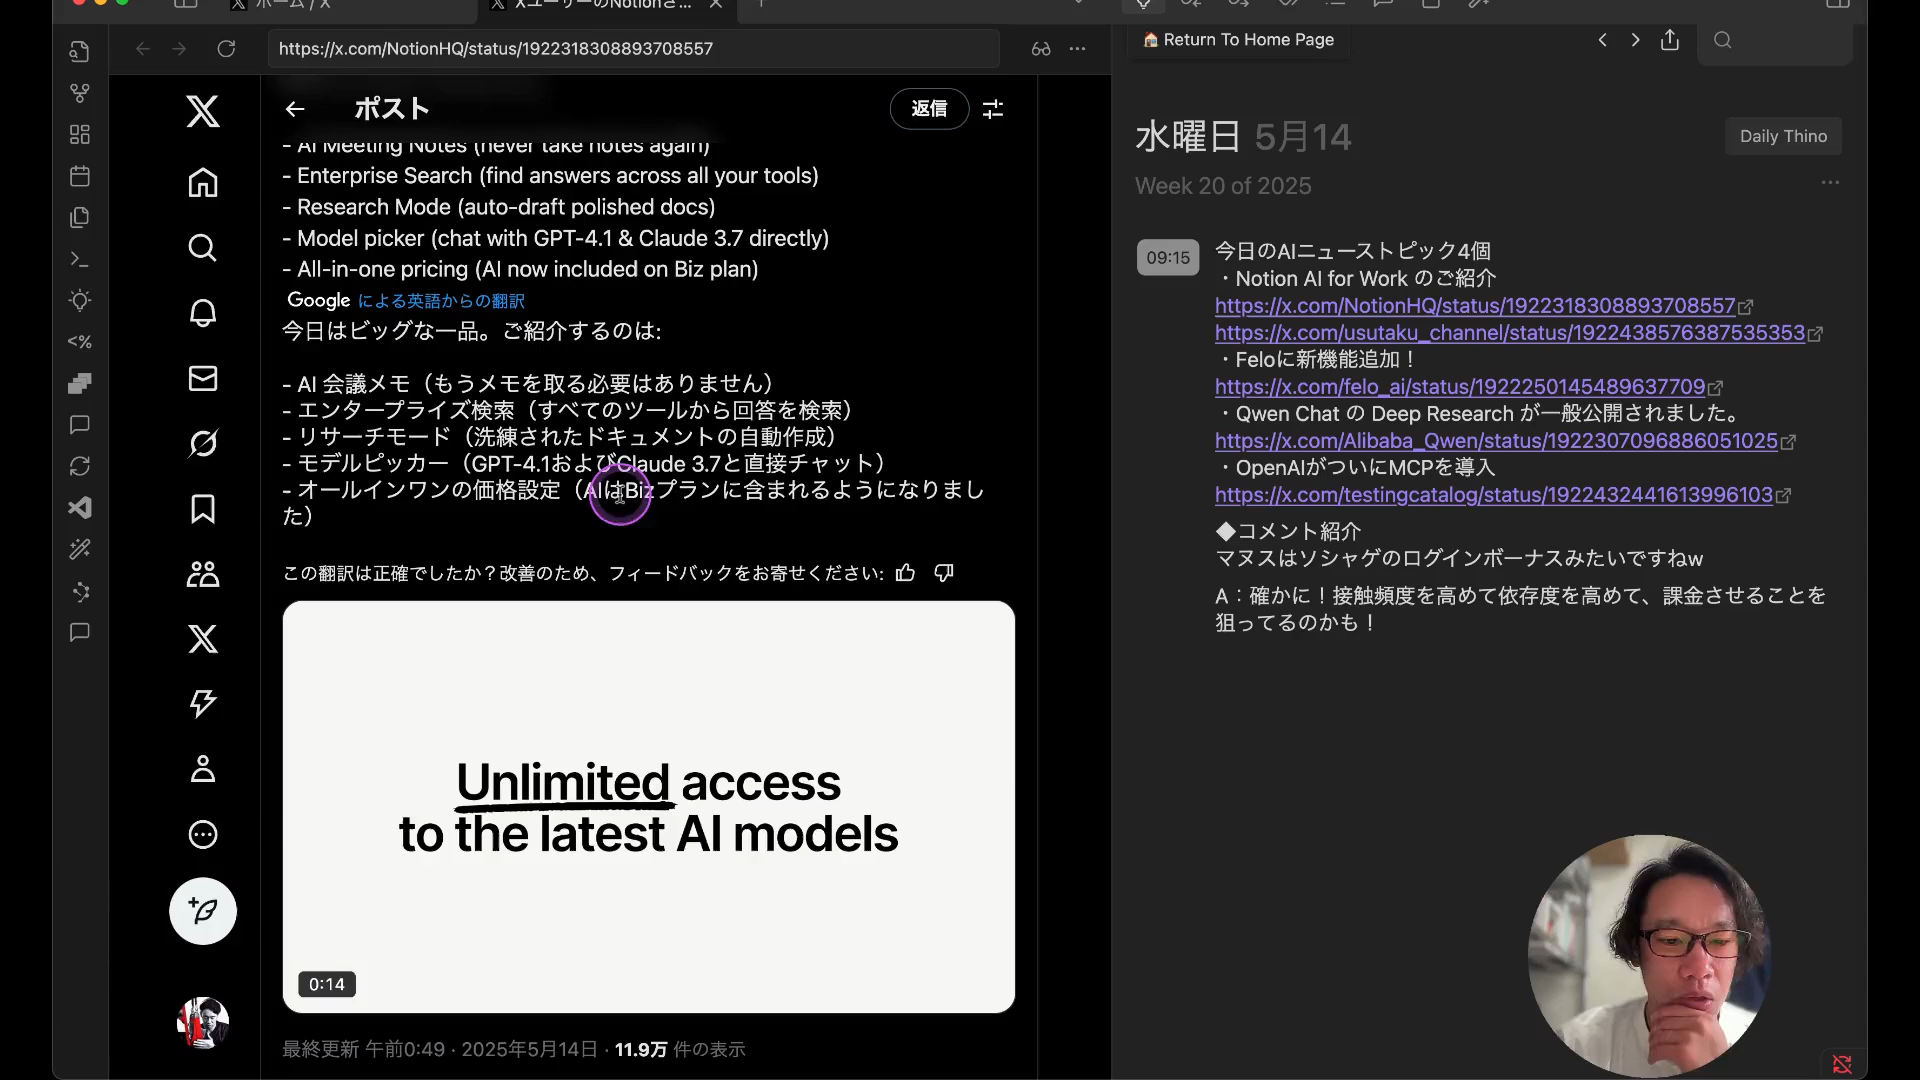 ホーム / X
XユーザーのNotionさ...
https://x.com/NotionHQ/status/1922318308893708557
ポスト
返信
- AI Meeting Notes (never take notes again)
- Enterprise Search (find answers across all your tools)
- Research Mode (auto-draft polished docs)
- Model picker (chat with GPT-4.1 & Claude 3.7 directly)
- All-in-one pricing (AI now included on Biz plan)
Google による英語からの翻訳
今日はビッグな一品。ご紹介するのは:
- AI 会議メモ（もうメモを取る必要はありません）
- エンタープライズ検索（すべてのツールから回答を検索）
- リサーチモード（洗練されたドキュメントの自動作成）
- モデルピッカー（GPT-4.1およびClaude 3.7と直接チャット）
- オールインワンの価格設定（AIはBizプランに含まれるようになりまし
た）
この翻訳は正確でしたか？改善のため、フィードバックをお寄せください:
Unlimited access
to the latest AI models
0:14
最終更新 午前0:49 · 2025年5月14日 · 11.9万 件の表示
Return To Home Page
水曜日 5月14
Daily Thino
Week 20 of 2025
09:15
今日のAIニューストピック4個
・Notion AI for Work のご紹介
https://x.com/NotionHQ/status/1922318308893708557
https://x.com/usutaku_channel/status/1922438576387535353
・Feloに新機能追加！
https://x.com/felo_ai/status/1922250145489637709
・Qwen Chat の Deep Research が一般公開されました。
https://x.com/Alibaba_Qwen/status/1922307096886051025
・OpenAIがついにMCPを導入
https://x.com/testingcatalog/status/1922432441613996103
◆コメント紹介
マヌスはソシャゲのログインボーナスみたいですねw
A：確かに！接触頻度を高めて依存度を高めて、課金させることを
狙ってるのかも！